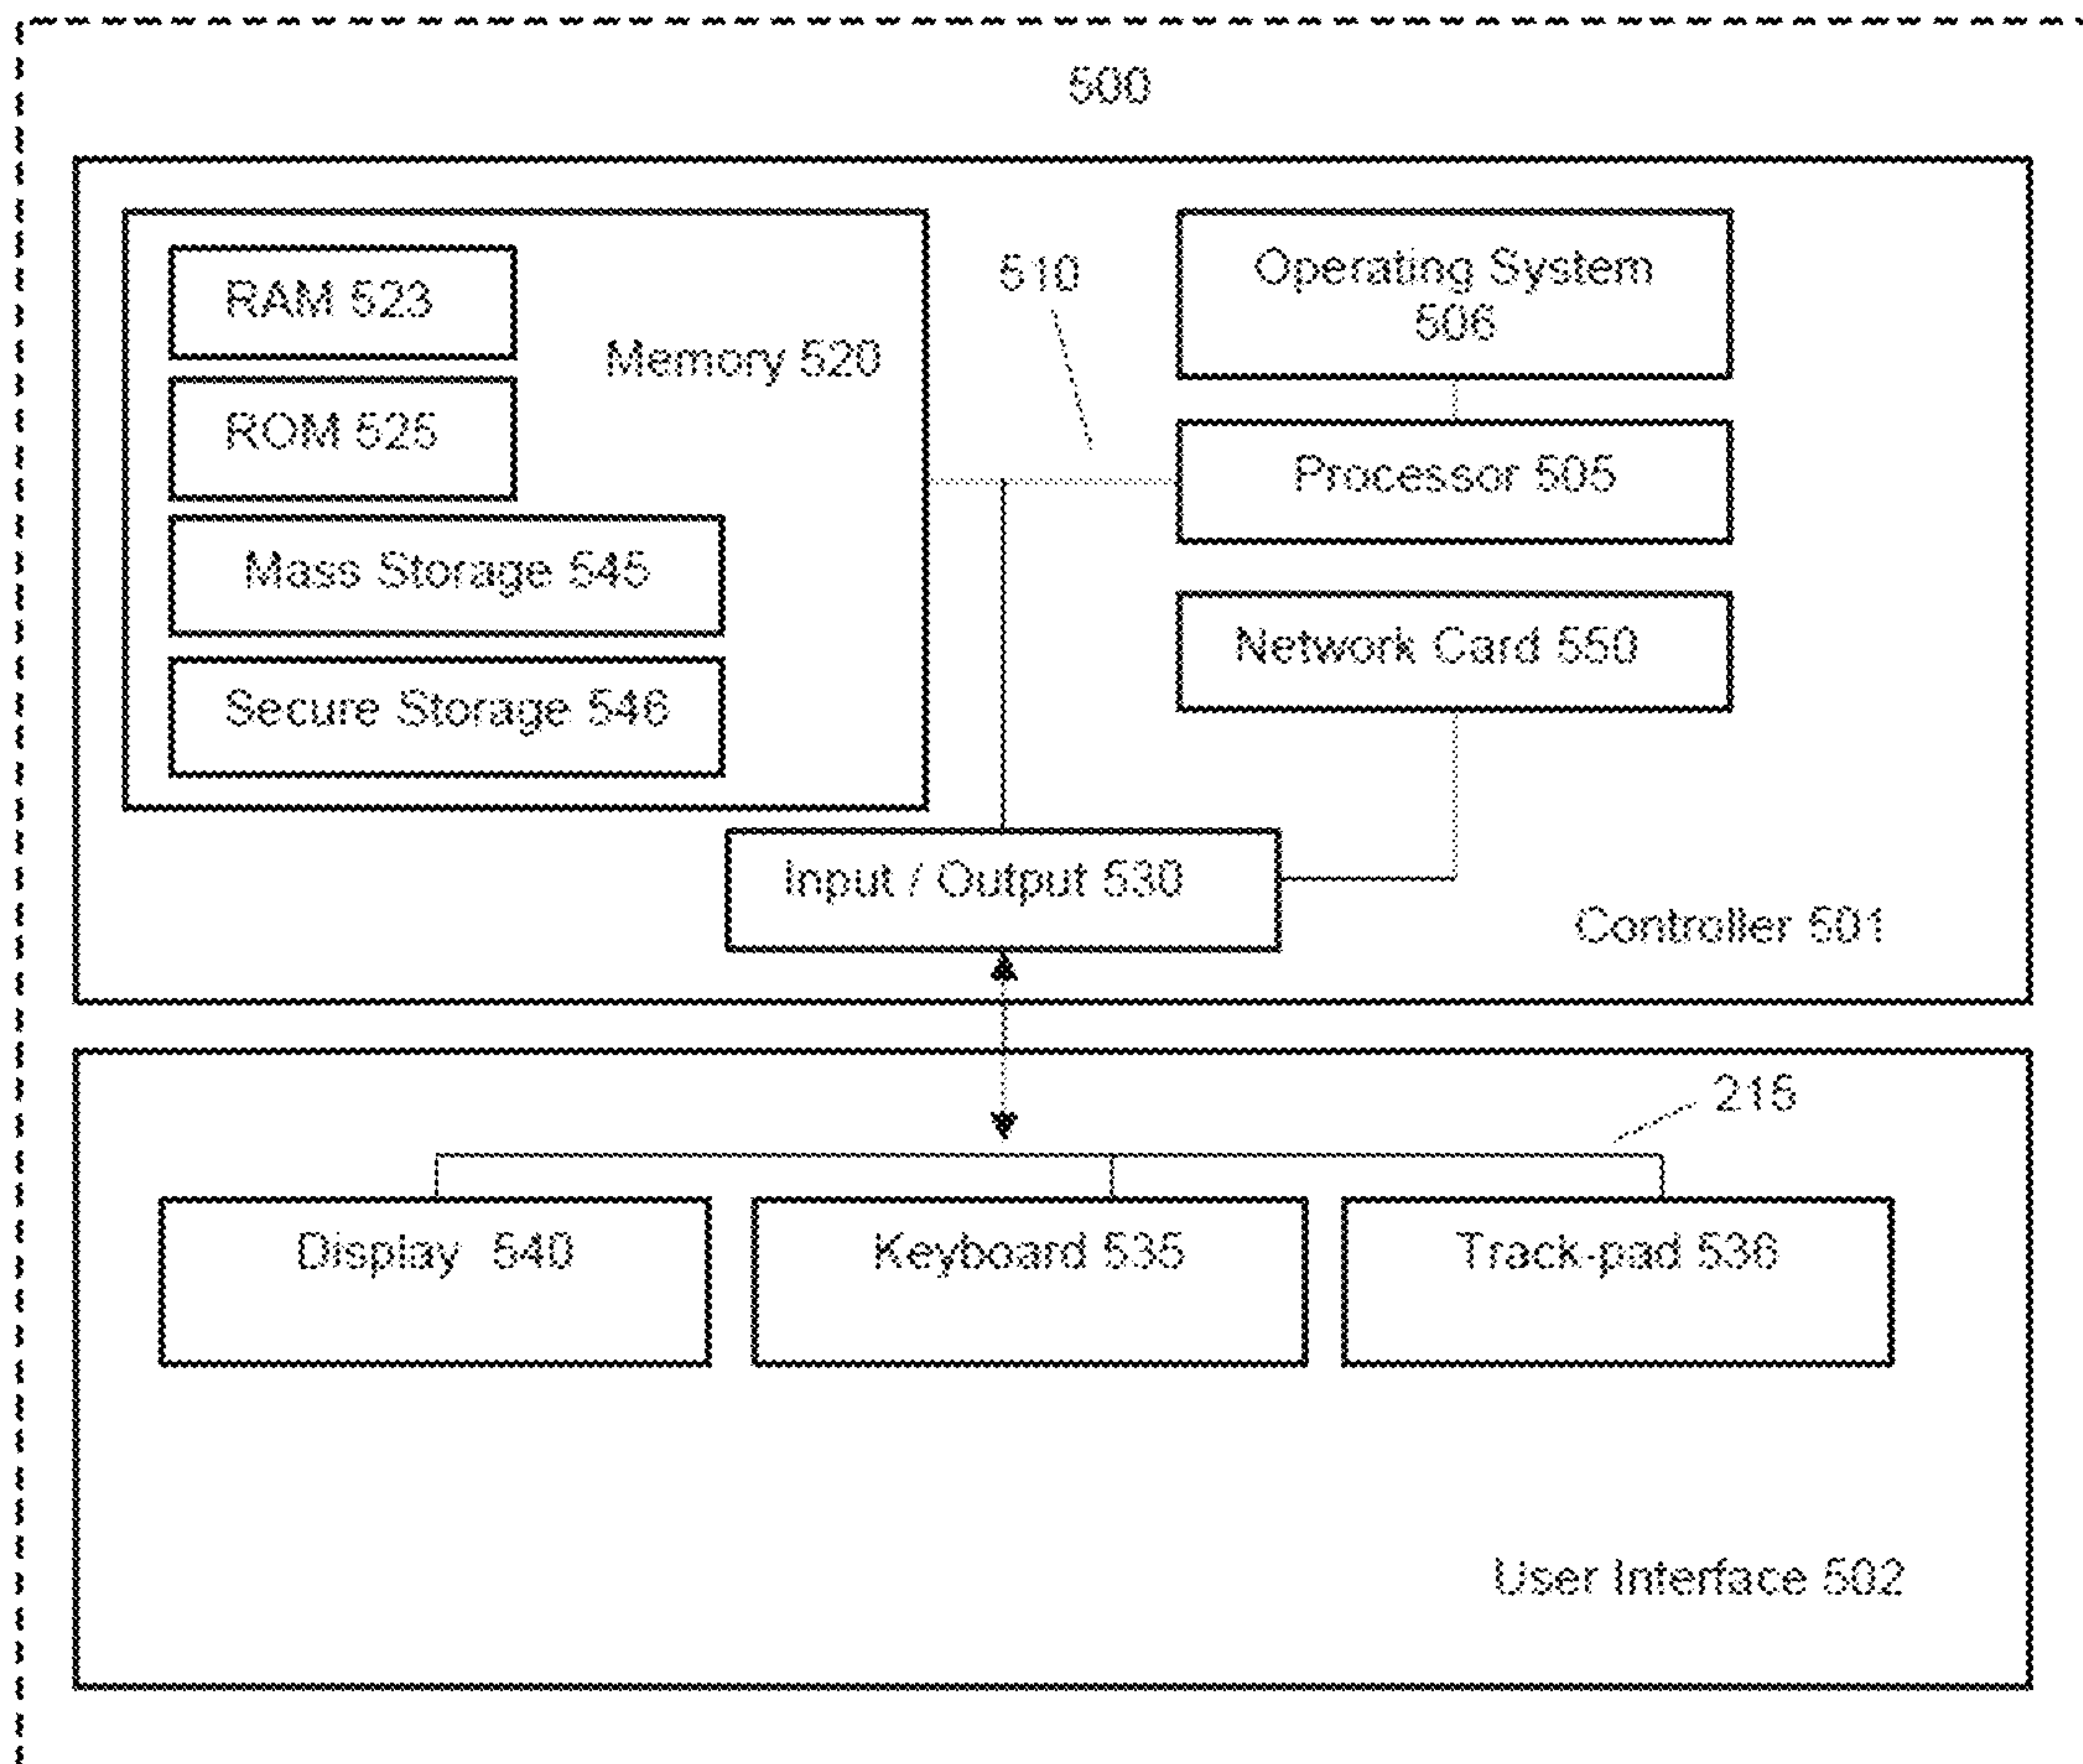 500
RAM 523
Memory 520
ROM 525
Mass Storage 545
Secure Storage 546
510
Operating System
506
Processor 505
Network Card 550
Input / Output 530
Controller 501
215
Display 540
Keyboard 535
Track-pad 536
User Interface 502